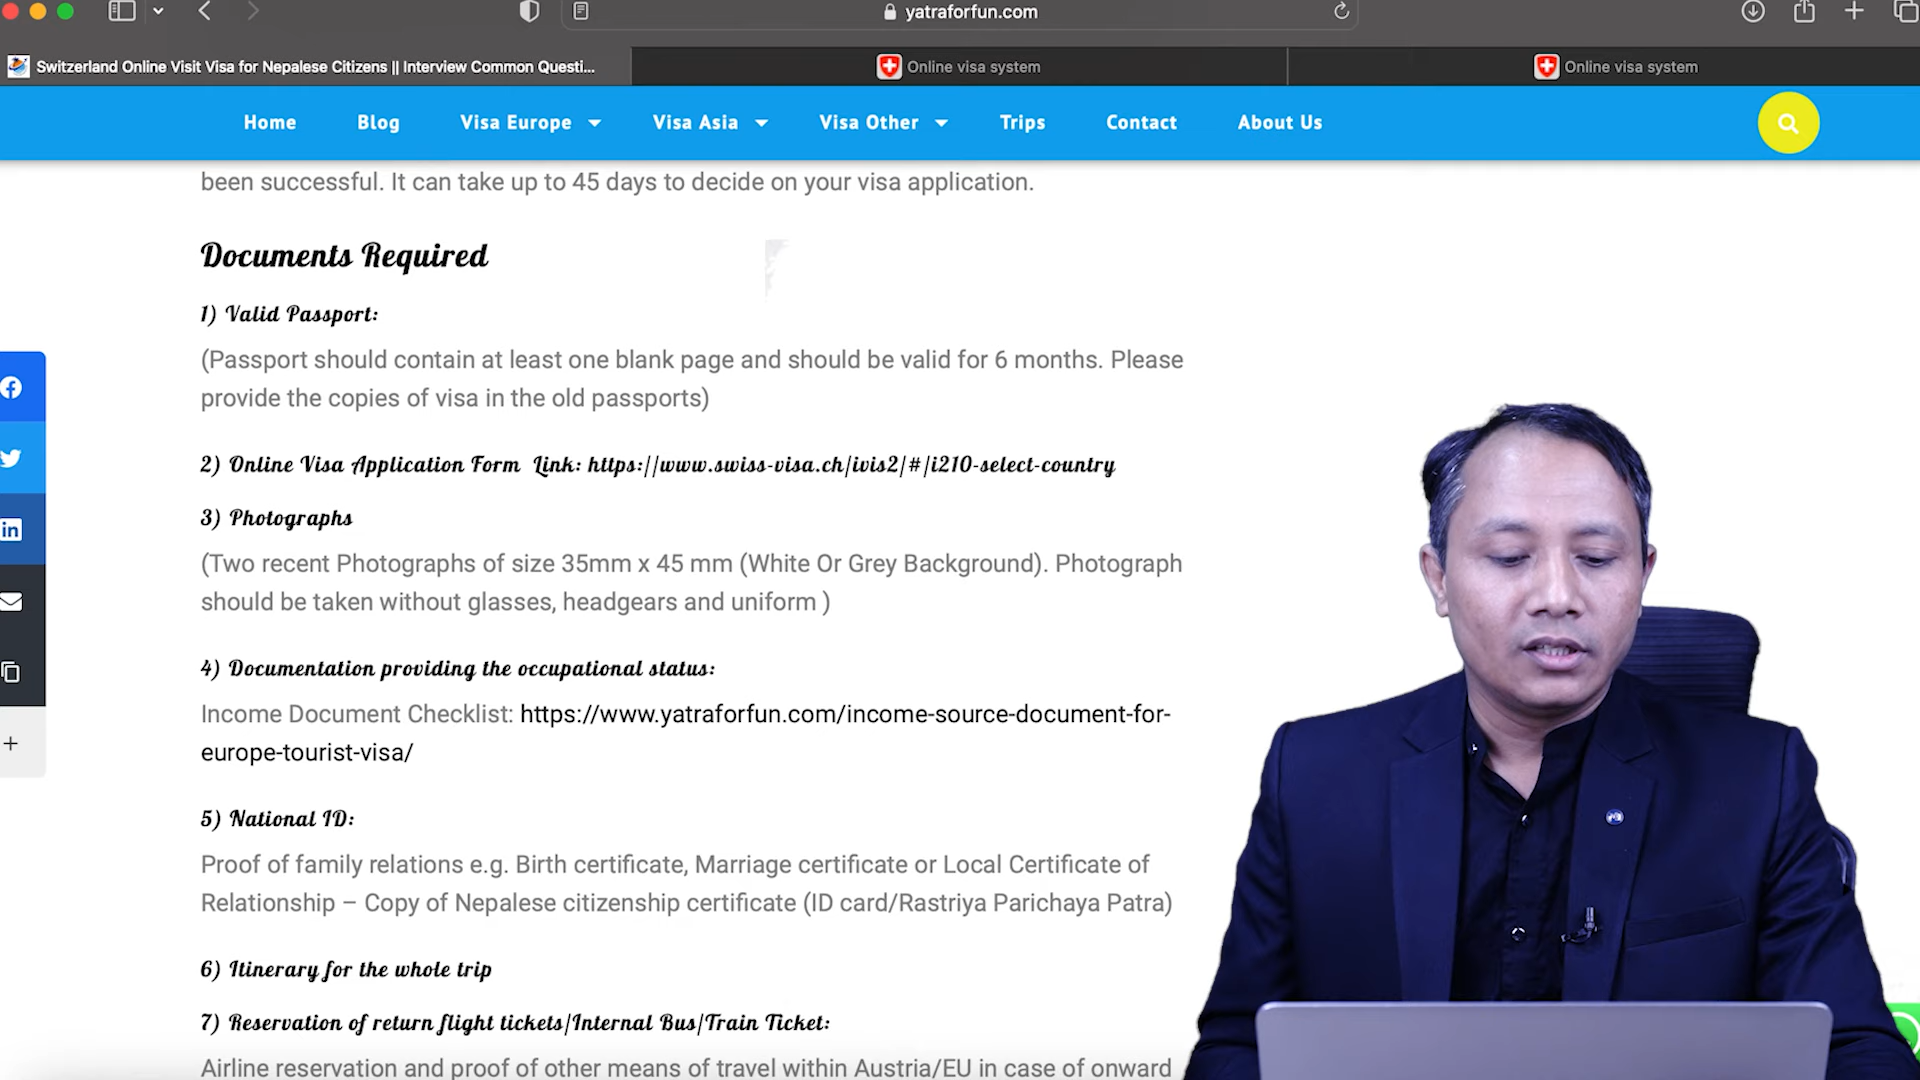 yatraforfun.com
Switzerland Online Visit Visa for Nepalese Citizens || Interview Common Questi...
Online visa system
Online visa system
Home
Blog
Visa Europe
Visa Asia
Visa Other
Trips
Contact
About Us
been successful. It can take up to 45 days to decide on your visa application.
Documents Required
1) Valid Passport:
(Passport should contain at least one blank page and should be valid for 6 months. Please
provide the copies of visa in the old passports)
2) Online Visa Application Form Link: https://www.swiss-visa.ch/ivis2/#/i210-select-country
3) Photographs
(Two recent Photographs of size 35mm x 45 mm (White Or Grey Background). Photograph
should be taken without glasses, headgears and uniform )
4) Documentation providing the occupational status:
Income Document Checklist: https://www.yatraforfun.com/income-source-document-for-
europe-tourist-visa/
5) National ID:
Proof of family relations e.g. Birth certificate, Marriage certificate or Local Certificate of
Relationship – Copy of Nepalese citizenship certificate (ID card/Rastriya Parichaya Patra)
6) Itinerary for the whole trip
7) Reservation of return flight tickets/Internal Bus/Train Ticket:
Airline reservation and proof of other means of travel within Austria/EU in case of onward